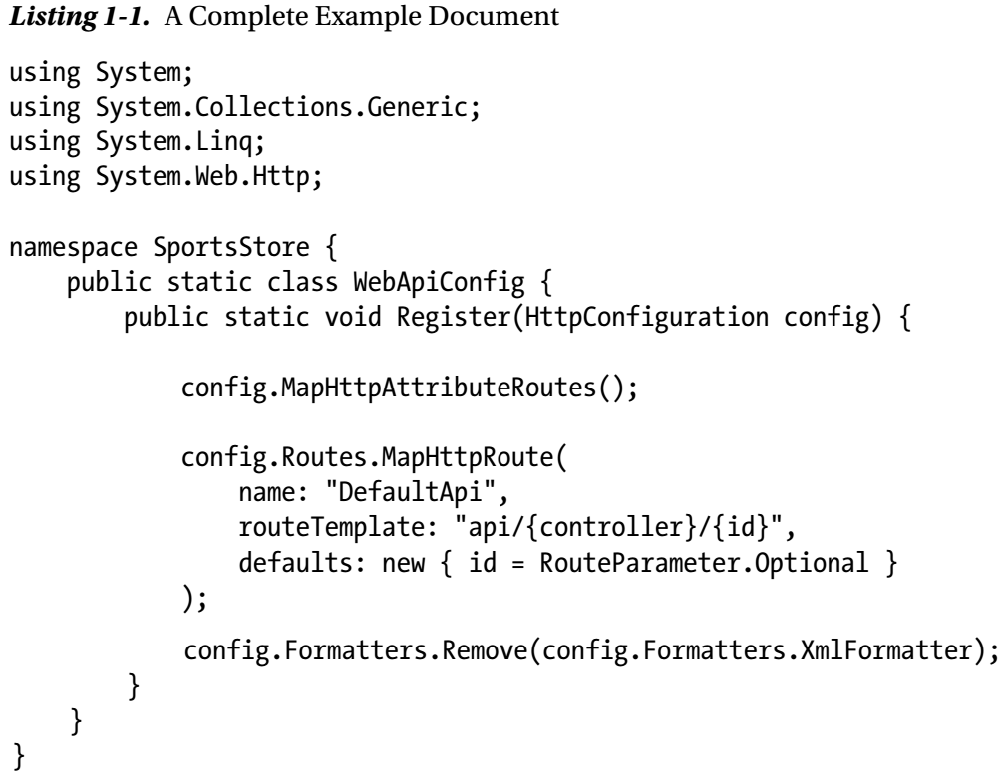 Listing 1-1. A Complete Example Document
using System;
using System.Collections.Generic;
using System.Linq;
using System.Web.Http;
namespace SportsStore {
    public static class WebApiConfig {
        public static void Register(HttpConfiguration config) {
            config.MapHttpAttributeRoutes();
            config.Routes.MapHttpRoute(
                name: "DefaultApi",
                routeTemplate: "api/{controller}/{id}",
                defaults: new { id = RouteParameter.Optional }
            );
            config.Formatters.Remove(config.Formatters.XmlFormatter);
        }
    }
}